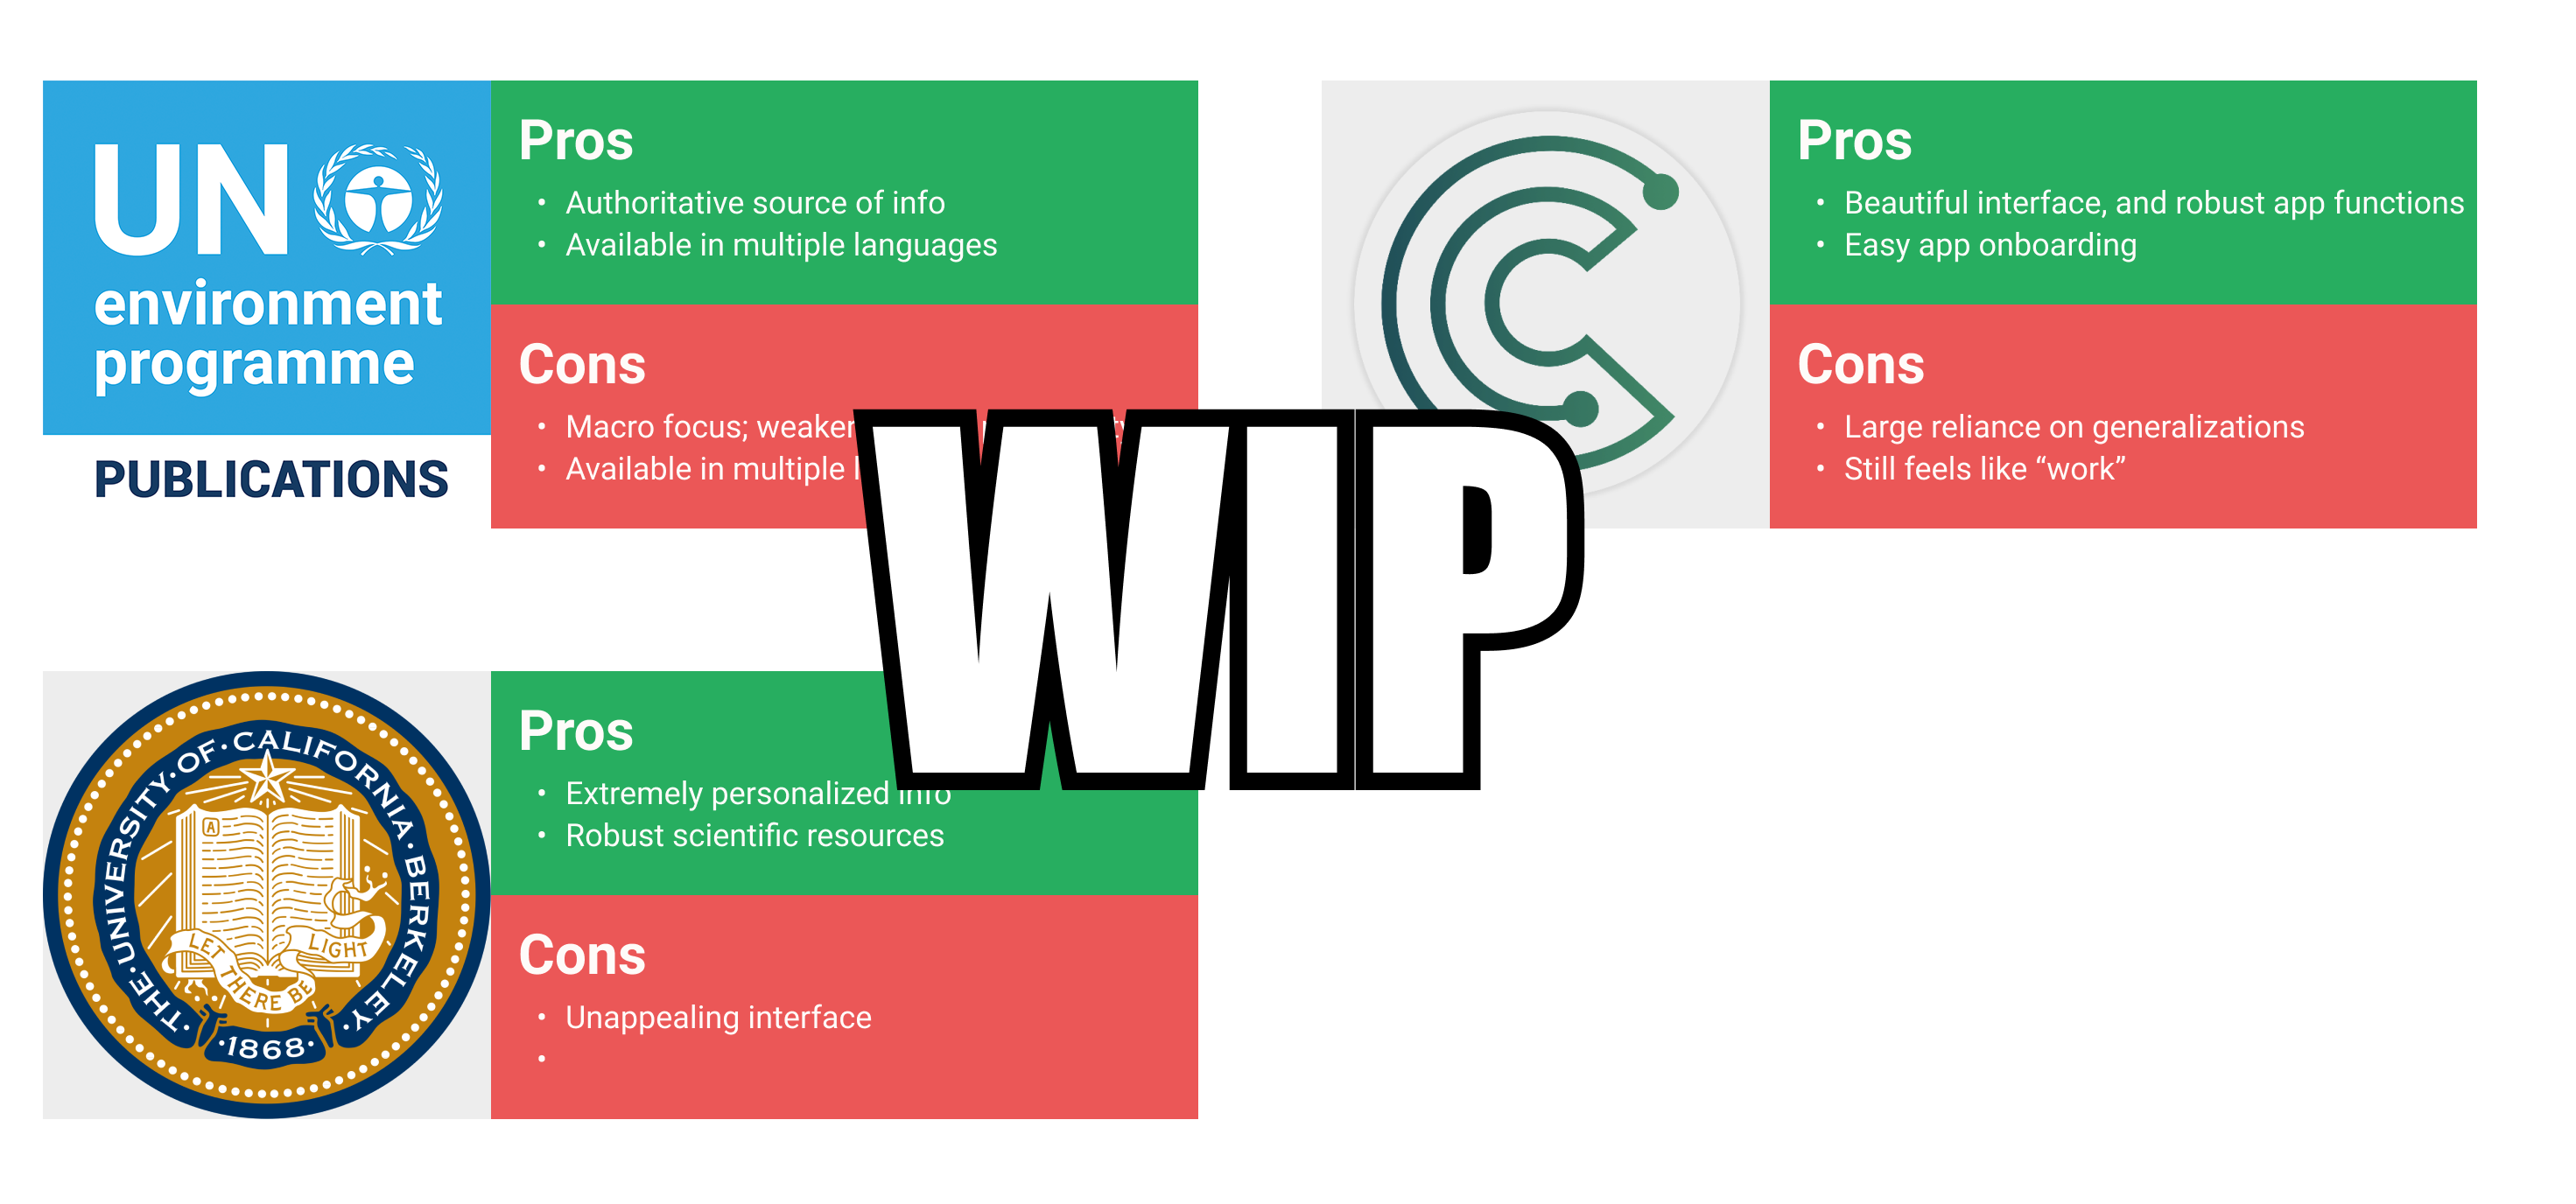 UN
environment
programme
PUBLICATIONS
Pros
• Authoritative source of info
• Available in multiple languages
Cons
• Macro focus; weaker
• Available in multiple
Pros
• Beautiful interface, and robust app functions
• Easy app onboarding
Cons
• Large reliance on generalizations
• Still feels like “work”
WIP
THE·UNIVERSITY·OF·CALIFORNIA·BERKELEY·
A
LET THERE BE LIGHT
·1868·
Pros
• Extremely personalized info
• Robust scientific resources
Cons
• Unappealing interface
•